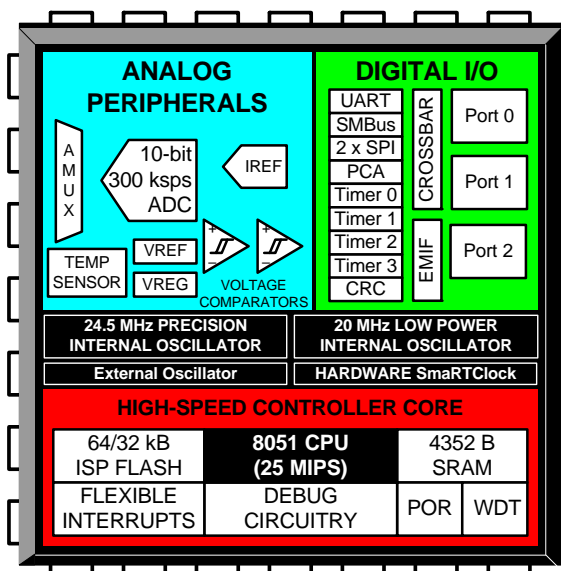 ANALOG
PERIPHERALS
A
M
U
X
10-bit
300 ksps
ADC
IREF
TEMP
SENSOR
VREF
VREG
+
−
+
−
VOLTAGE
COMPARATORS
DIGITAL I/O
UART
SMBus
2 x SPI
PCA
Timer 0
Timer 1
Timer 2
Timer 3
CRC
CROSSBAR
EMIF
Port 0
Port 1
Port 2
24.5 MHz PRECISION
INTERNAL OSCILLATOR
20 MHz LOW POWER
INTERNAL OSCILLATOR
External Oscillator
HARDWARE SmaRTClock
HIGH-SPEED CONTROLLER CORE
64/32 kB
ISP FLASH
8051 CPU
(25 MIPS)
4352 B
SRAM
FLEXIBLE
INTERRUPTS
DEBUG
CIRCUITRY
POR
WDT